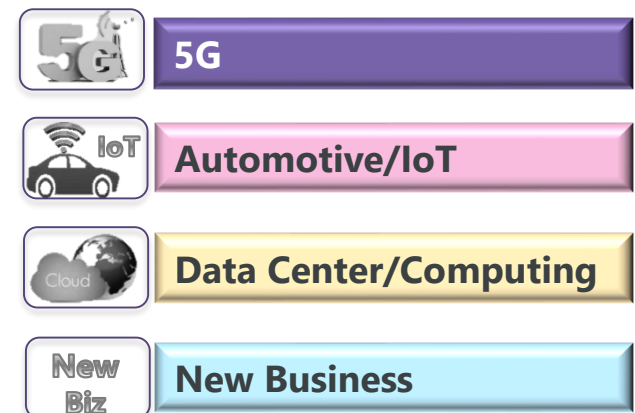 5G
5G
IoT
Automotive/IoT
Cloud
Data Center/Computing
New
Biz
New Business